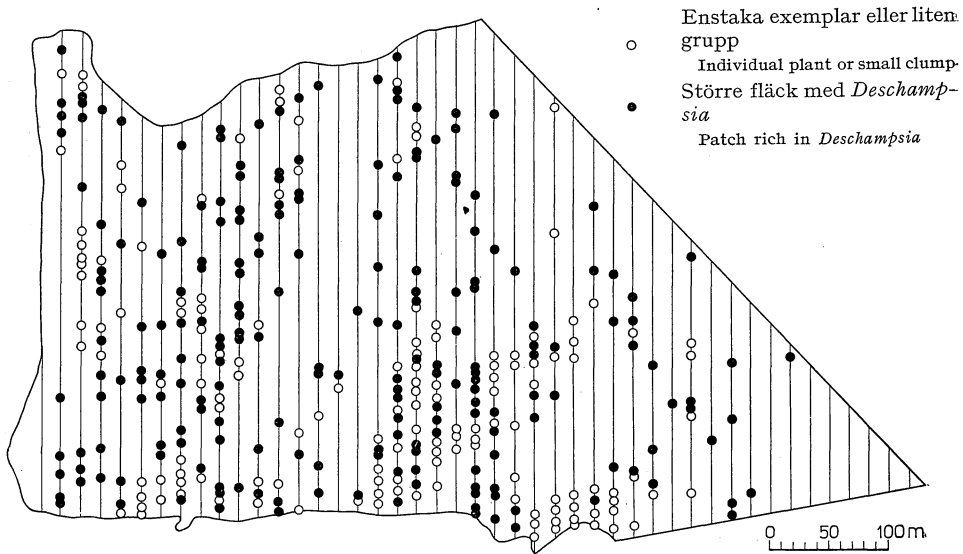 Enstaka exemplar eller liten
grupp
Individual plant or small clump-
Större fläck med Deschamp-
sia
Patch rich in Deschampsia
0 50 100 m